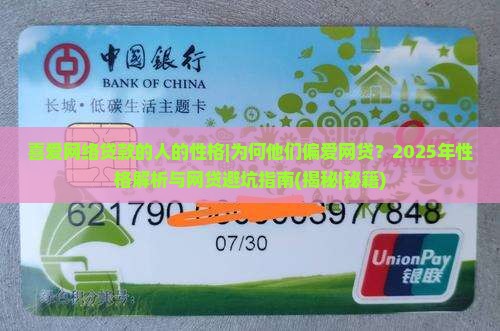 中国银行
BANK OF CHINA
长城·低碳生活主题卡
喜爱网络贷款的人的性格|为何他们偏爱网贷？2025年性
格解析与网贷避坑指南(揭秘|秘籍)
621790 977848
07/30
UnionPay
银联